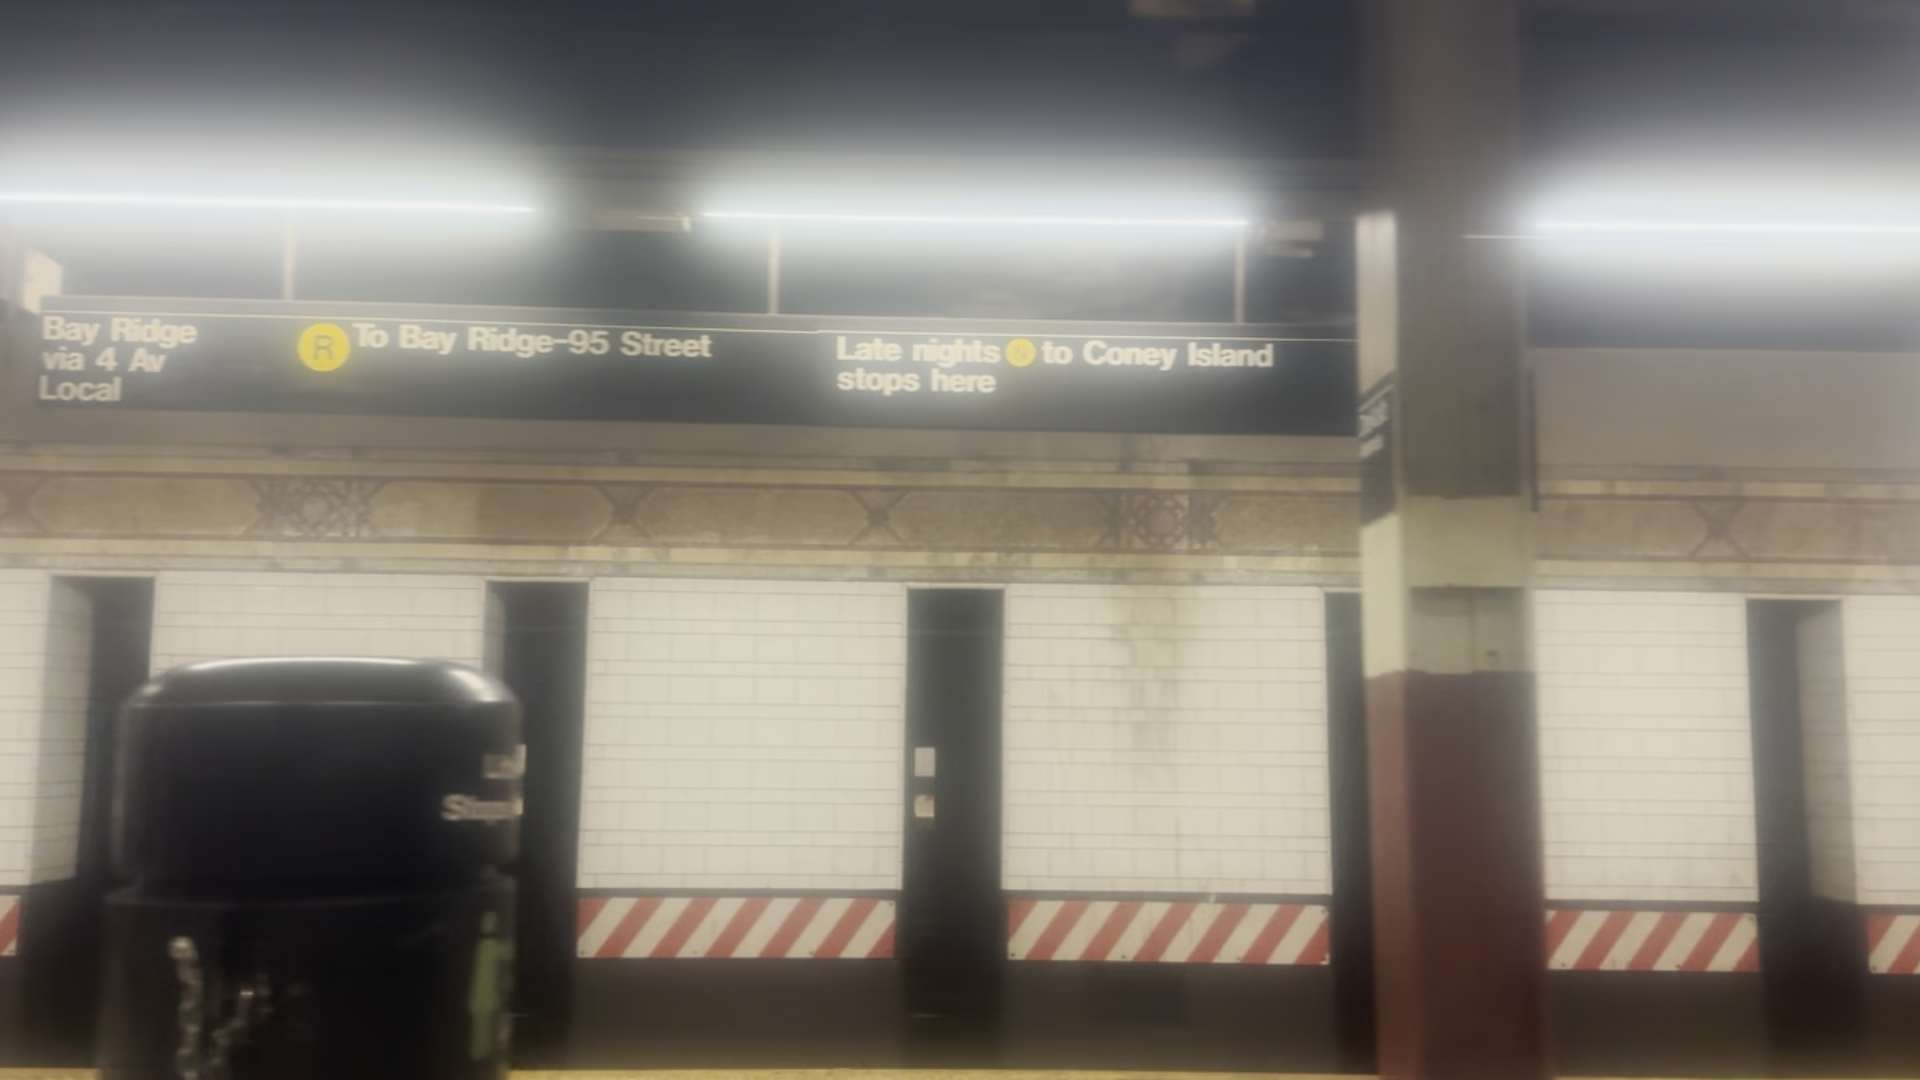 Bay Ridge
via 4 Av
Local
R To Bay Ridge-95 Street
Late nights N to Coney Island
stops here